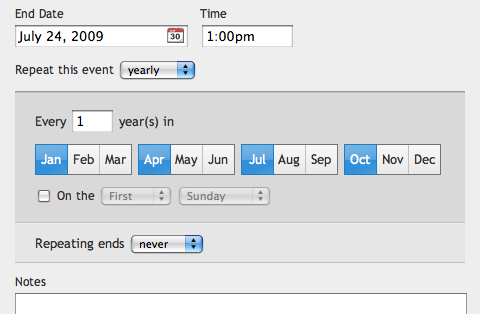 End Date Time
July 24, 2009 30 1:00pm
Repeat this event yearly
Every 1 year(s) in
Jan Feb Mar Apr May Jun Jul Aug Sep Oct Nov Dec
On the First Sunday
Repeating ends never
Notes